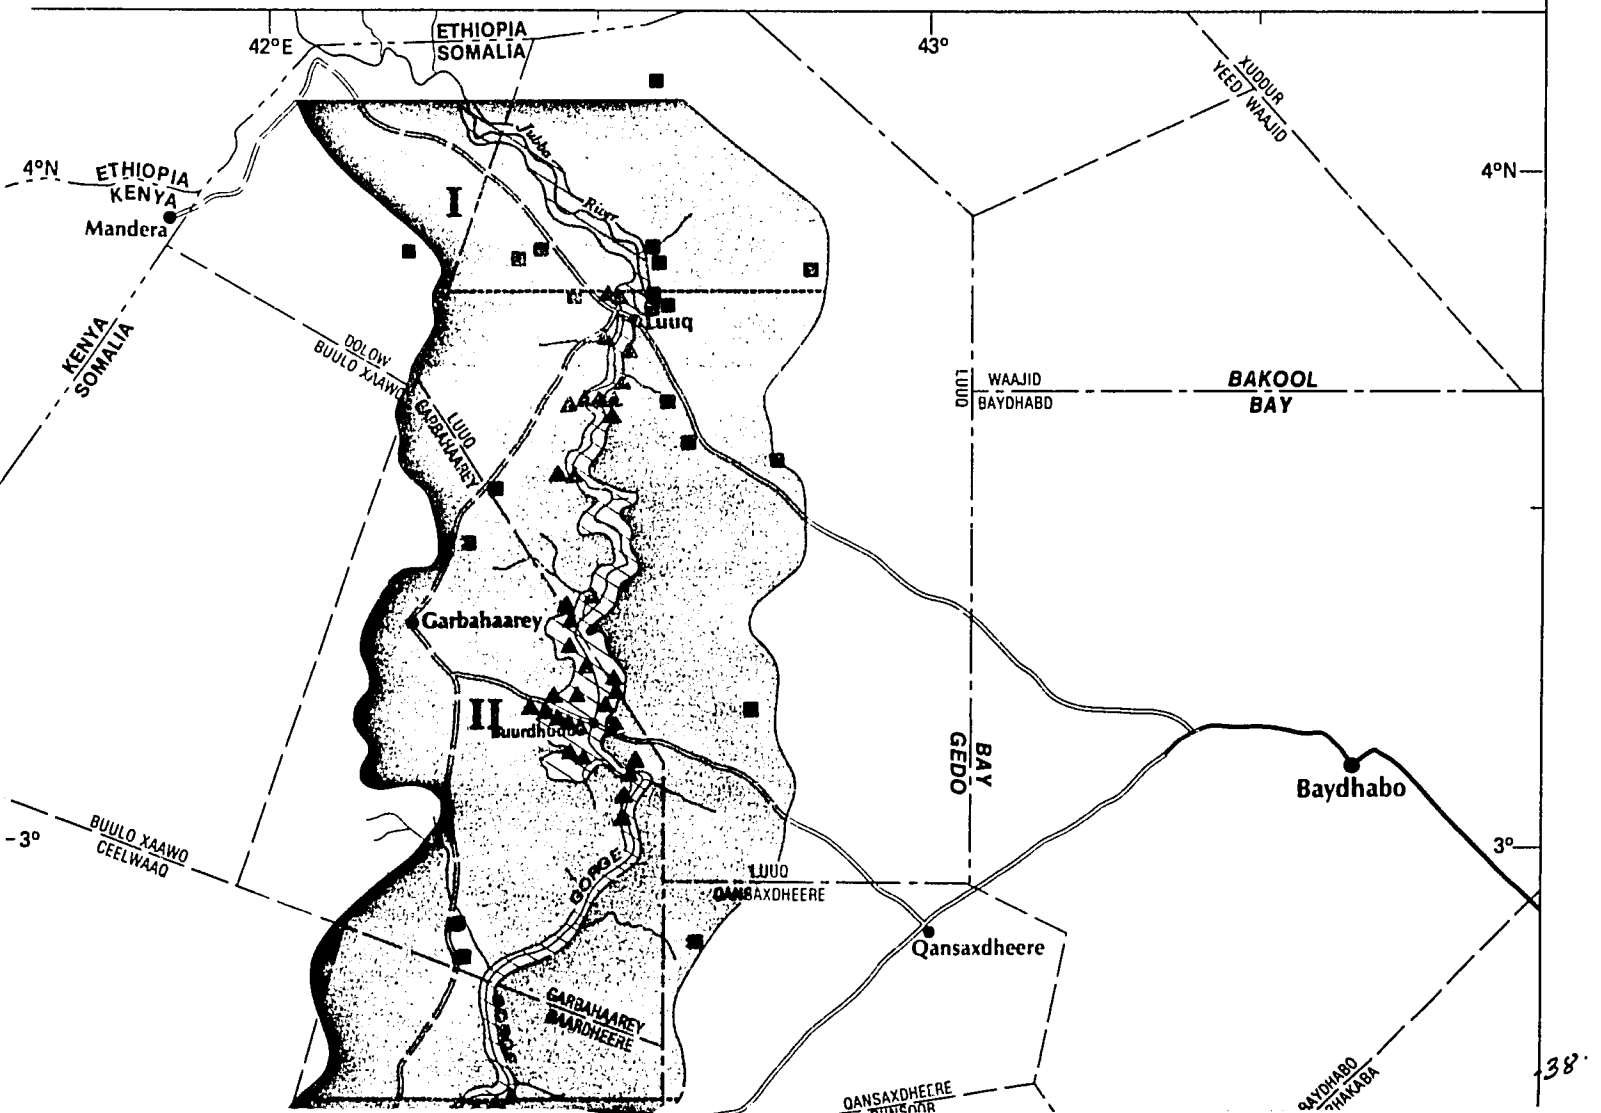 42°E
ETHIOPIA
SOMALIA
43°
XUDDUR
YEED/WAAJID
4°N
ETHIOPIA
KENYA
Mandera
4°N
Jubba
River
I
KENYA
SOMALIA
DOLOW
BUULO XAAWO
LUUQ
GARBAHAAREY
Luuq
LUUQ
WAAJID
BAYDHABO
BAKOOL
BAY
Garbahaarey
II
BAY
GEDO
Baydhabo
-3°
BUULO XAAWO
CEELWAAQ
3°
GORGE
LUUQ
QANSAXDHEERE
Qansaxdheere
GARBAHAAREY
BAARDHEERE
GORGE
QANSAXDHEERE
BAYDHABO
38.